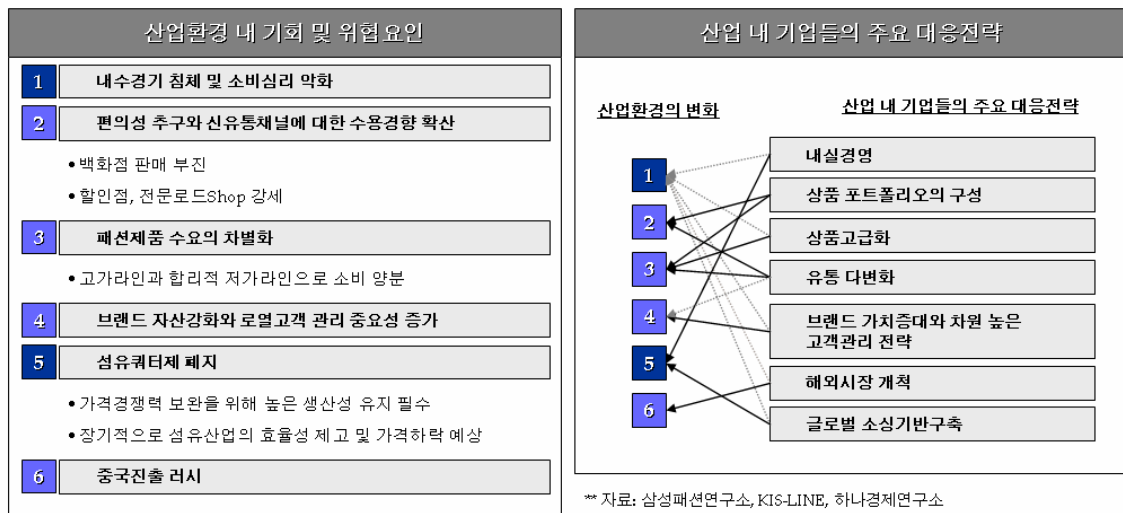 산업환경 내 기회 및 위협요인
1 내수경기 침체 및 소비심리 악화
2 편의성 추구와 신유통채널에 대한 수용경향 확산
• 백화점 판매 부진
• 할인점, 전문로드Shop 강세
3 패션제품 수요의 차별화
• 고가라인과 합리적 저가라인으로 소비 양분
4 브랜드 자산강화와 로열고객 관리 중요성 증가
5 섬유쿼터제 폐지
• 가격경쟁력 보완을 위해 높은 생산성 유지 필수
• 장기적으로 섬유산업의 효율성 제고 및 가격하락 예상
6 중국진출 러시
산업 내 기업들의 주요 대응전략
산업환경의 변화
산업 내 기업들의 주요 대응전략
1
2
3
4
5
6
내실경영
상품 포트폴리오의 구성
상품고급화
유통 다변화
브랜드 가치증대와 차원 높은
고객관리 전략
해외시장 개척
글로벌 소싱기반구축
** 자료: 삼성패션연구소, KIS-LINE, 하나경제연구소